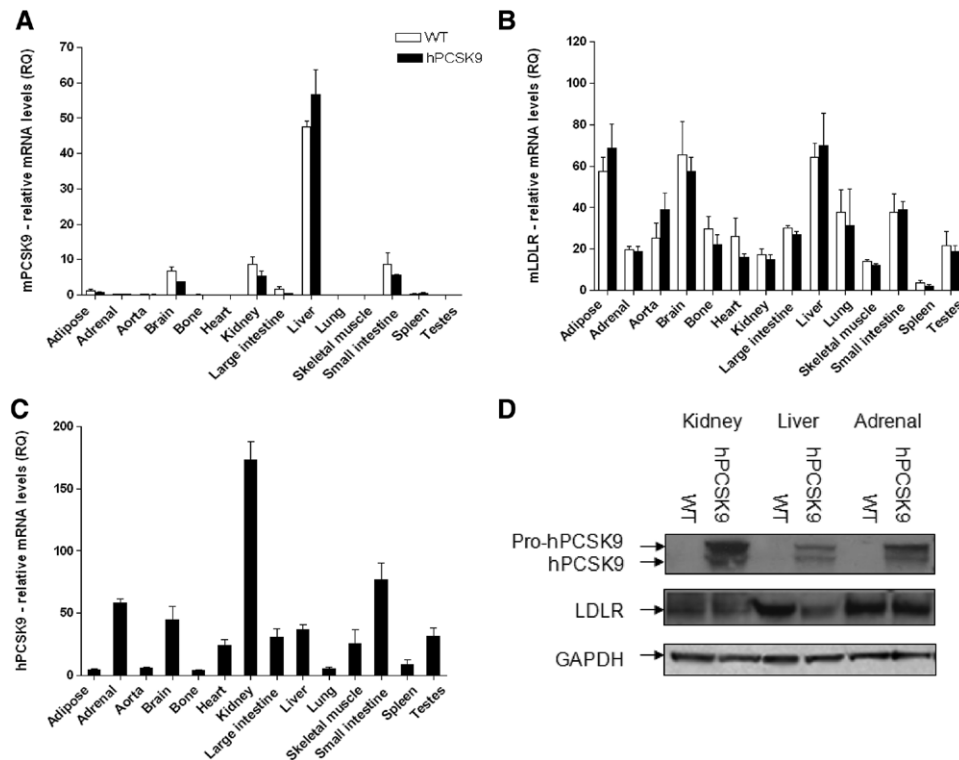 A
WT
hPCSK9
mPCSK9 - relative mRNA levels (RQ)
70
60
50
40
30
20
10
0
Adipose
Adrenal
Aorta
Brain
Bone
Heart
Kidney
Large intestine
Liver
Lung
Skeletal muscle
Small intestine
Spleen
Testes
B
mLDLR - relative mRNA levels (RQ)
120
100
80
60
40
20
0
Adipose
Adrenal
Aorta
Brain
Bone
Heart
Kidney
Large intestine
Liver
Lung
Skeletal muscle
Small intestine
Spleen
Testes
C
hPCSK9 - relative mRNA levels (RQ)
200
150
100
50
0
Adipose
Adrenal
Aorta
Brain
Bone
Heart
Kidney
Large intestine
Liver
Lung
Skeletal muscle
Small intestine
Spleen
Testes
D
Kidney Liver Adrenal
WT hPCSK9 WT hPCSK9 WT hPCSK9
Pro-hPCSK9
hPCSK9
LDLR
GAPDH